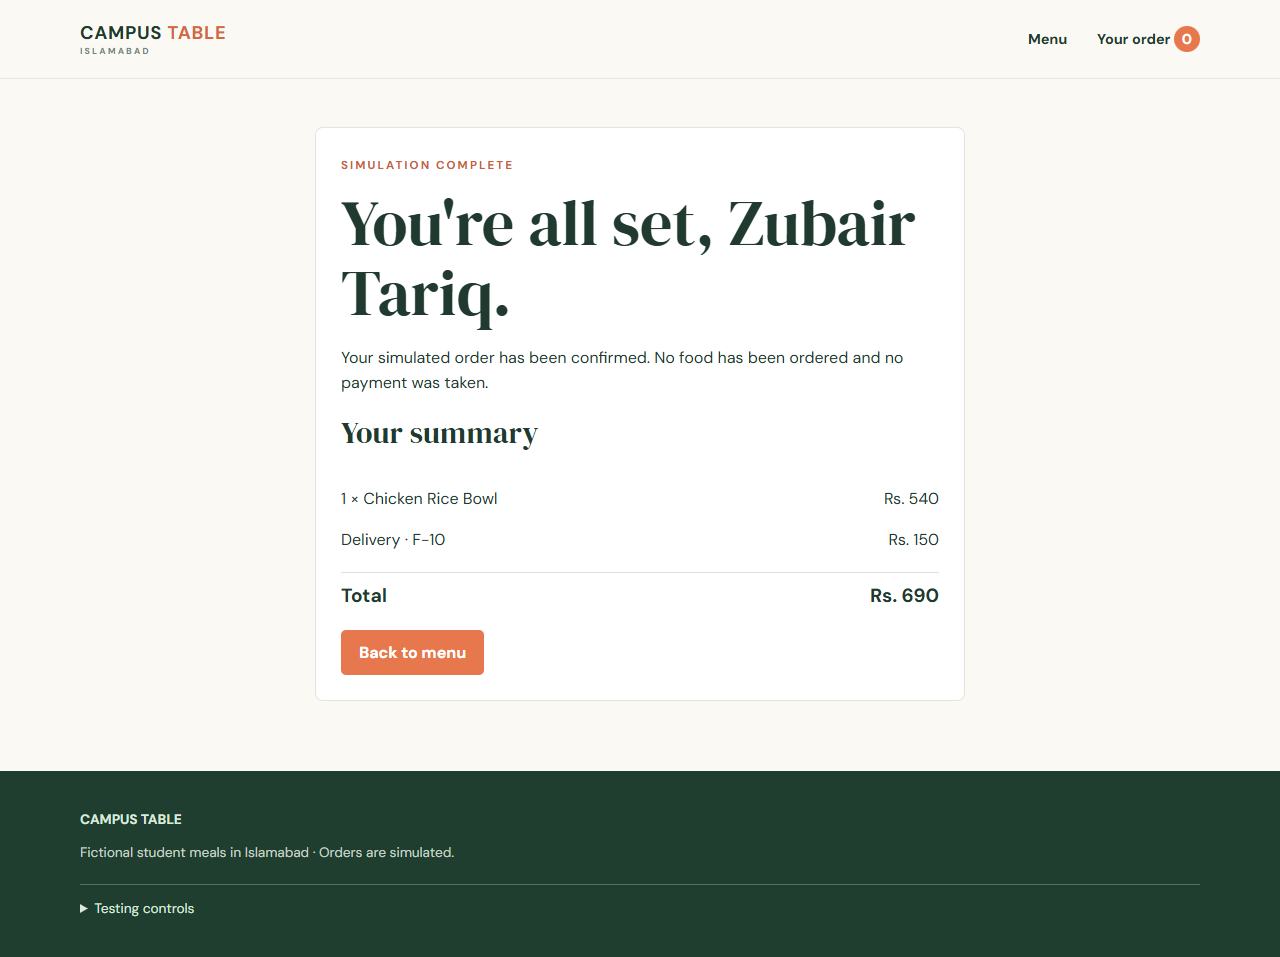 CAMPUS TABLE
ISLAMABAD
Menu
Your order 0
SIMULATION COMPLETE
You're all set, Zubair
Tariq.
Your simulated order has been confirmed. No food has been ordered and no
payment was taken.
Your summary
1 × Chicken Rice Bowl Rs. 540
Delivery · F-10 Rs. 150
Total Rs. 690
Back to menu
CAMPUS TABLE
Fictional student meals in Islamabad · Orders are simulated.
Testing controls